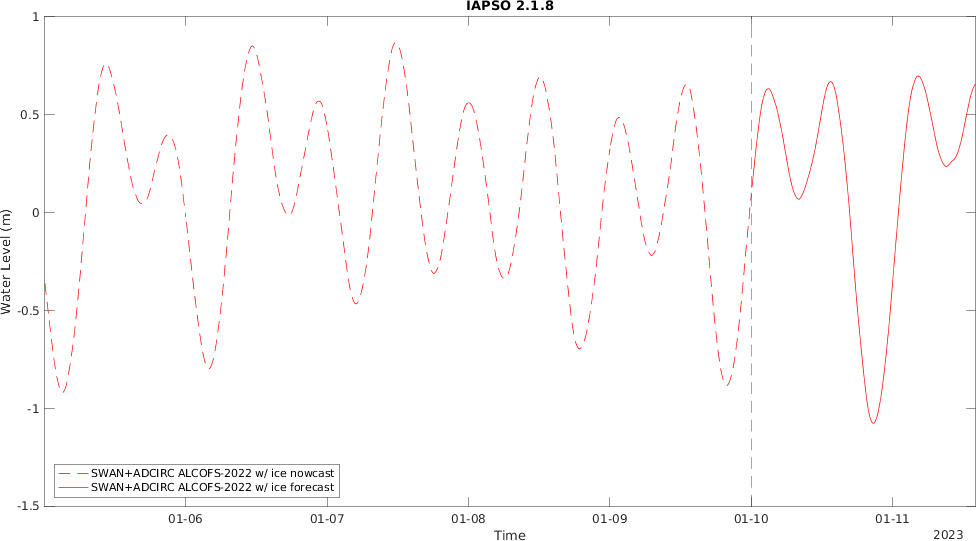 IAPSO 2.1.8
1
0.5
0
-0.5
-1
-1.5
Water Level (m)
SWAN+ADCIRC ALCOFS-2022 w/ ice nowcast
SWAN+ADCIRC ALCOFS-2022 w/ ice forecast
01-06
01-07
01-08
01-09
01-10
01-11
Time
2023